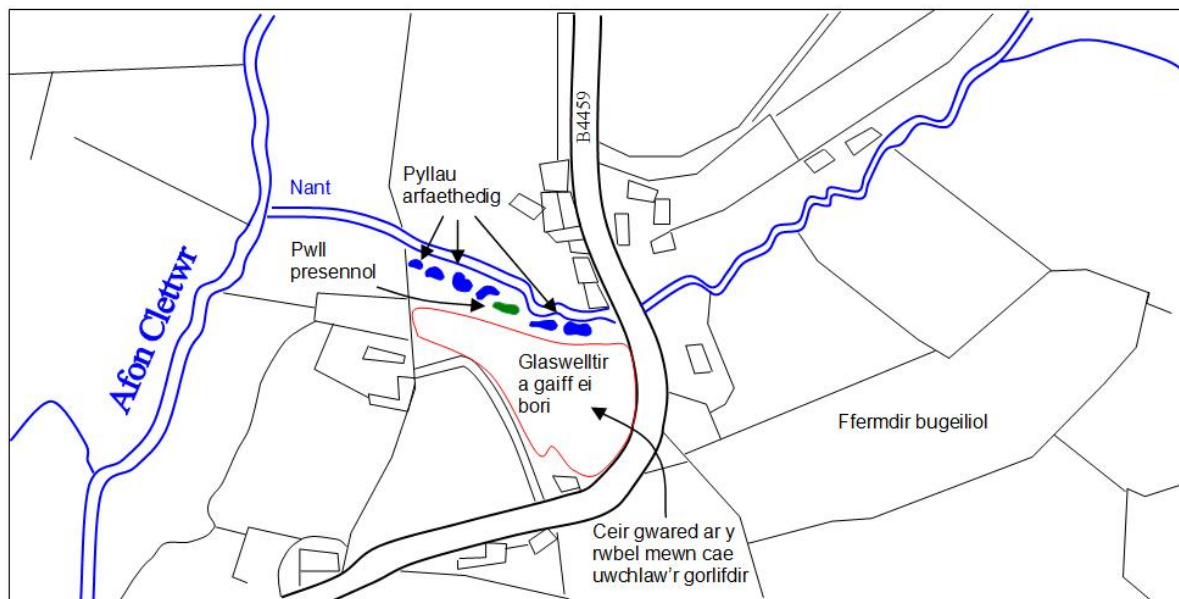 B4459
Nant
Pyllau
arfaethedig
Pwll
presennol
Afon Clettwr
Glaswelltir
a gaiff ei
bori
Ffermdir bugeiliol
Ceir gwared ar y
rwbel mewn cae
uwchlaw'r gorlifdir